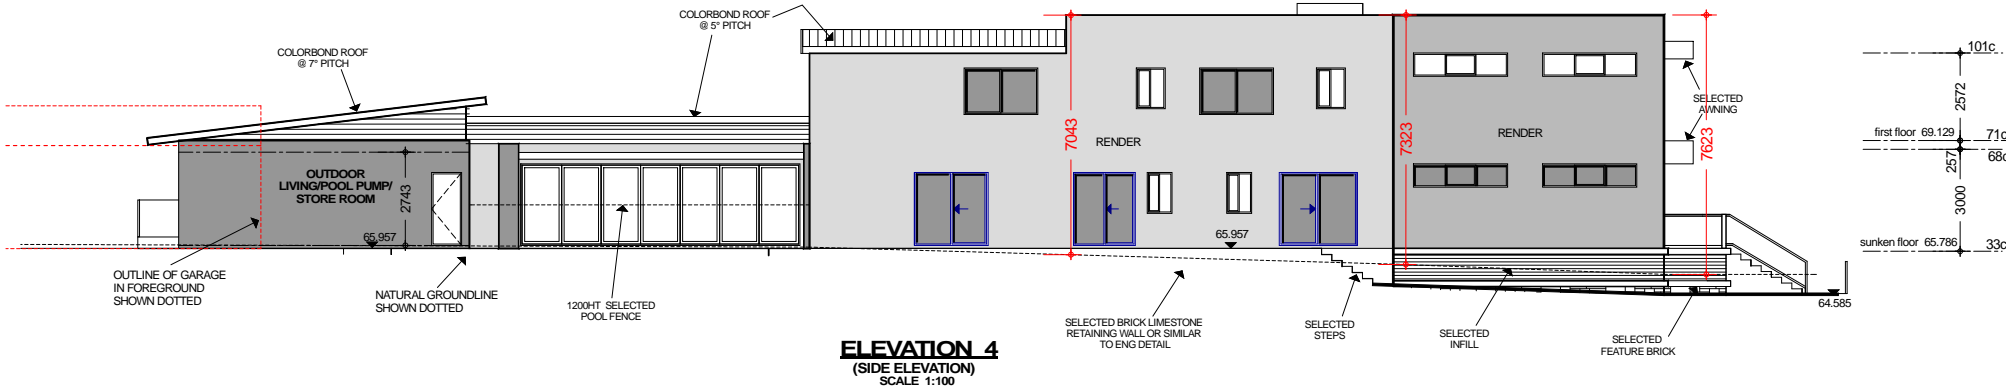 COLORBOND ROOF
@ 5° PITCH
COLORBOND ROOF
@ 7° PITCH
101c
2572
SELECTED
AWNING
7043
7323
7623
RENDER
RENDER
first floor 69.129
71c
68c
257
OUTDOOR
LIVING/POOL PUMP/
STORE ROOM
2743
3000
65.957
65.957
sunken floor 65.786
33c
OUTLINE OF GARAGE
IN FOREGROUND
SHOWN DOTTED
NATURAL GROUNDLINE
SHOWN DOTTED
1200HT SELECTED
POOL FENCE
64.585
SELECTED BRICK LIMESTONE
RETAINING WALL OR SIMILAR
TO ENG DETAIL
SELECTED
STEPS
SELECTED
INFILL
SELECTED
FEATURE BRICK
ELEVATION 4
(SIDE ELEVATION)
SCALE 1:100